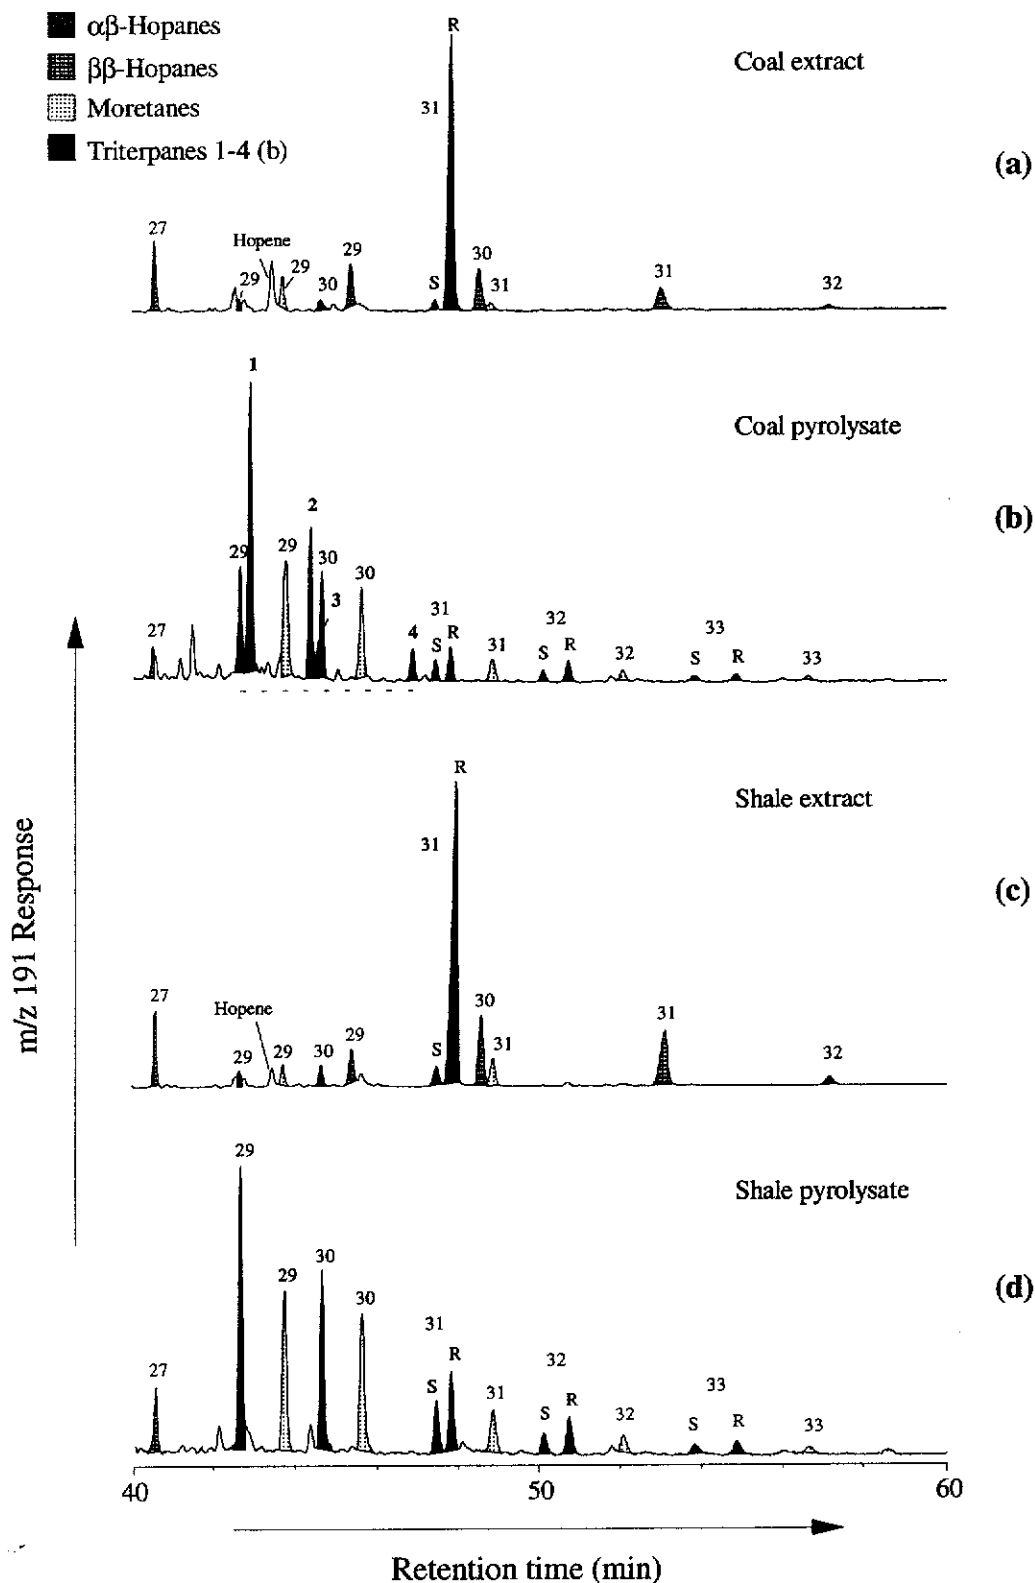 αβ-Hopanes
ββ-Hopanes
Moretanes
Triterpanes 1-4 (b)
R
Coal extract
31
(a)
27
Hopene
29
29
30
29
S
30
31
31
32
1
Coal pyrolysate
2
(b)
29
29
30
30
3
27
4
31
S
R
31
32
S
R
32
33
S
R
33
R
Shale extract
31
(c)
27
Hopene
29
29
30
29
S
30
31
31
32
m/z 191 Response
29
Shale pyrolysate
30
29
30
(d)
27
31
S
R
31
32
S
R
32
33
S
R
33
40
50
60
Retention time (min)